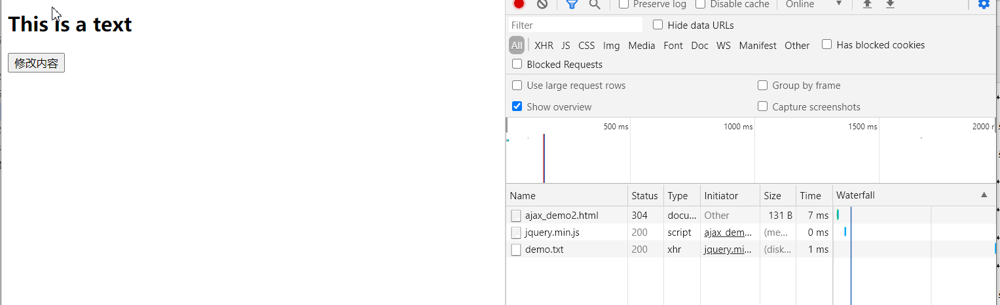 This is a text
修改内容
Preserve log Disable cache Online
Filter Hide data URLs
All XHR JS CSS Img Media Font Doc WS Manifest Other Has blocked cookies
Blocked Requests
Use large request rows Group by frame
Show overview Capture screenshots
500 ms 1000 ms 1500 ms 2000 r
Name Status Type Initiator Size Time Waterfall
ajax_demo2.html 304 docu... Other 131 B 7 ms
jquery.min.js 200 script ajax_dem... (me... 0 ms
demo.txt 200 xhr jquery.mi... (disk... 1 ms